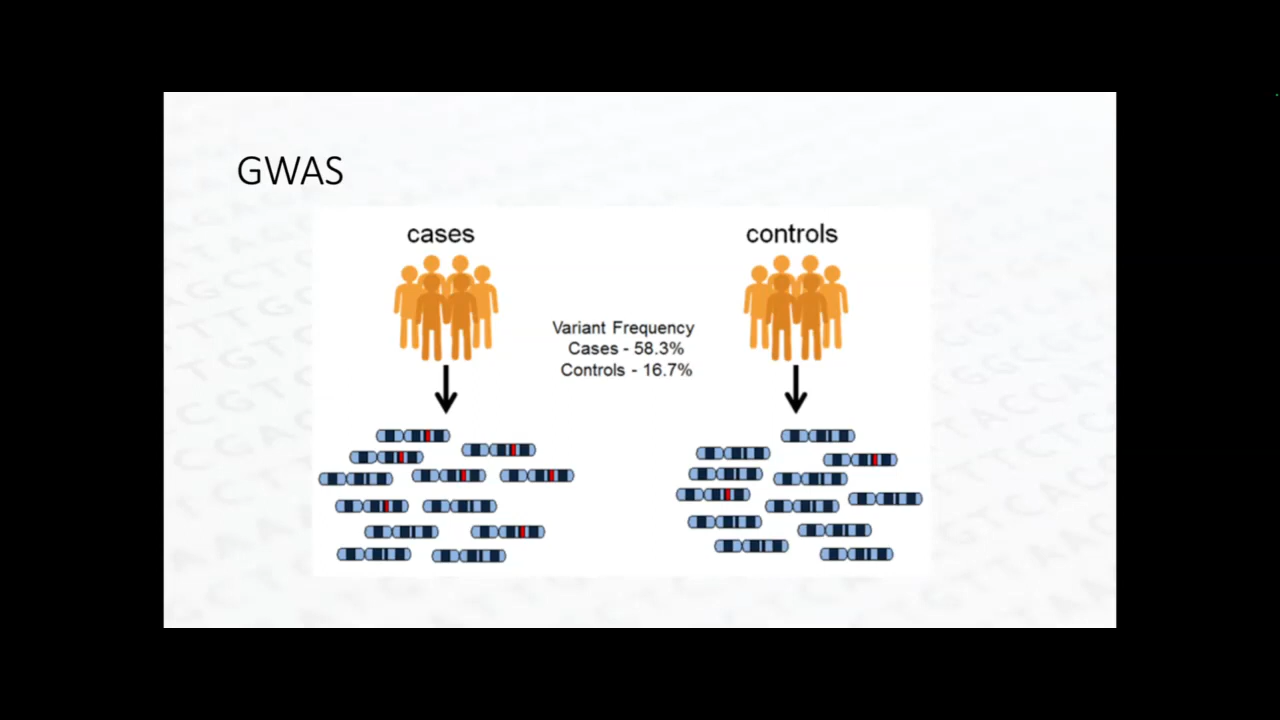 GWAS
cases
controls
Variant Frequency
Cases - 58.3%
Controls - 16.7%